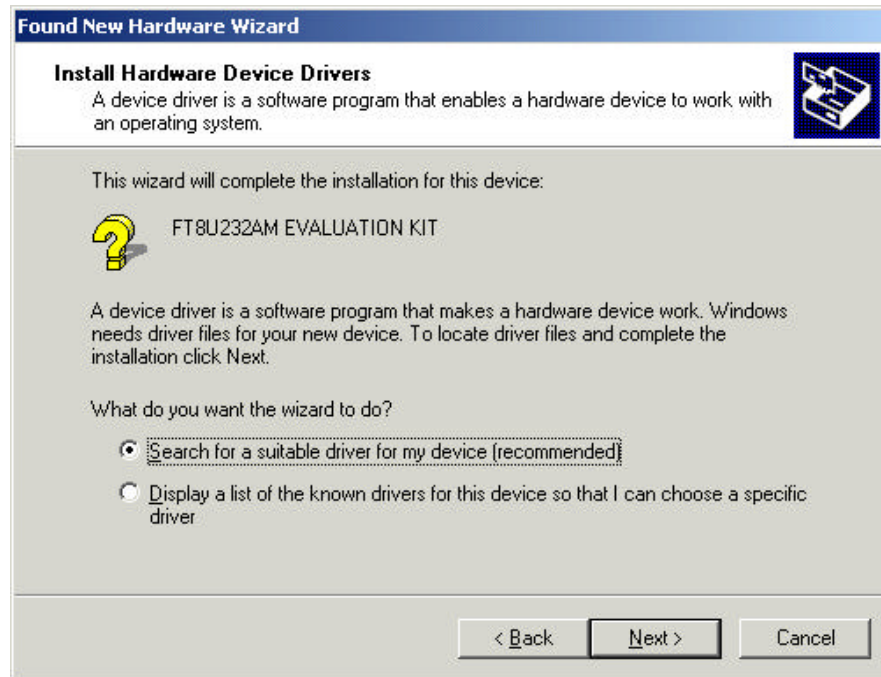 Found New Hardware Wizard
Install Hardware Device Drivers
A device driver is a software program that enables a hardware device to work with
an operating system.
This wizard will complete the installation for this device:
FT8U232AM EVALUATION KIT
A device driver is a software program that makes a hardware device work. Windows
needs driver files for your new device. To locate driver files and complete the
installation click Next.
What do you want the wizard to do?
Search for a suitable driver for my device (recommended)
Display a list of the known drivers for this device so that I can choose a specific
driver
< Back Next > Cancel